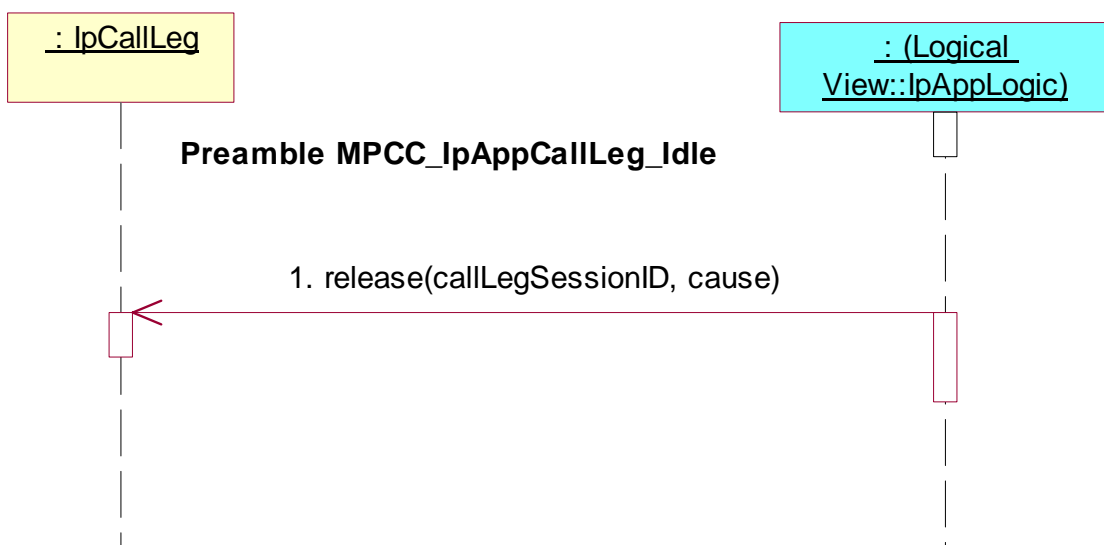 : IpCallLeg
: (Logical
View::IpAppLogic)
Preamble MPCC_IpAppCallLeg_Idle
1. release(callLegSessionID, cause)